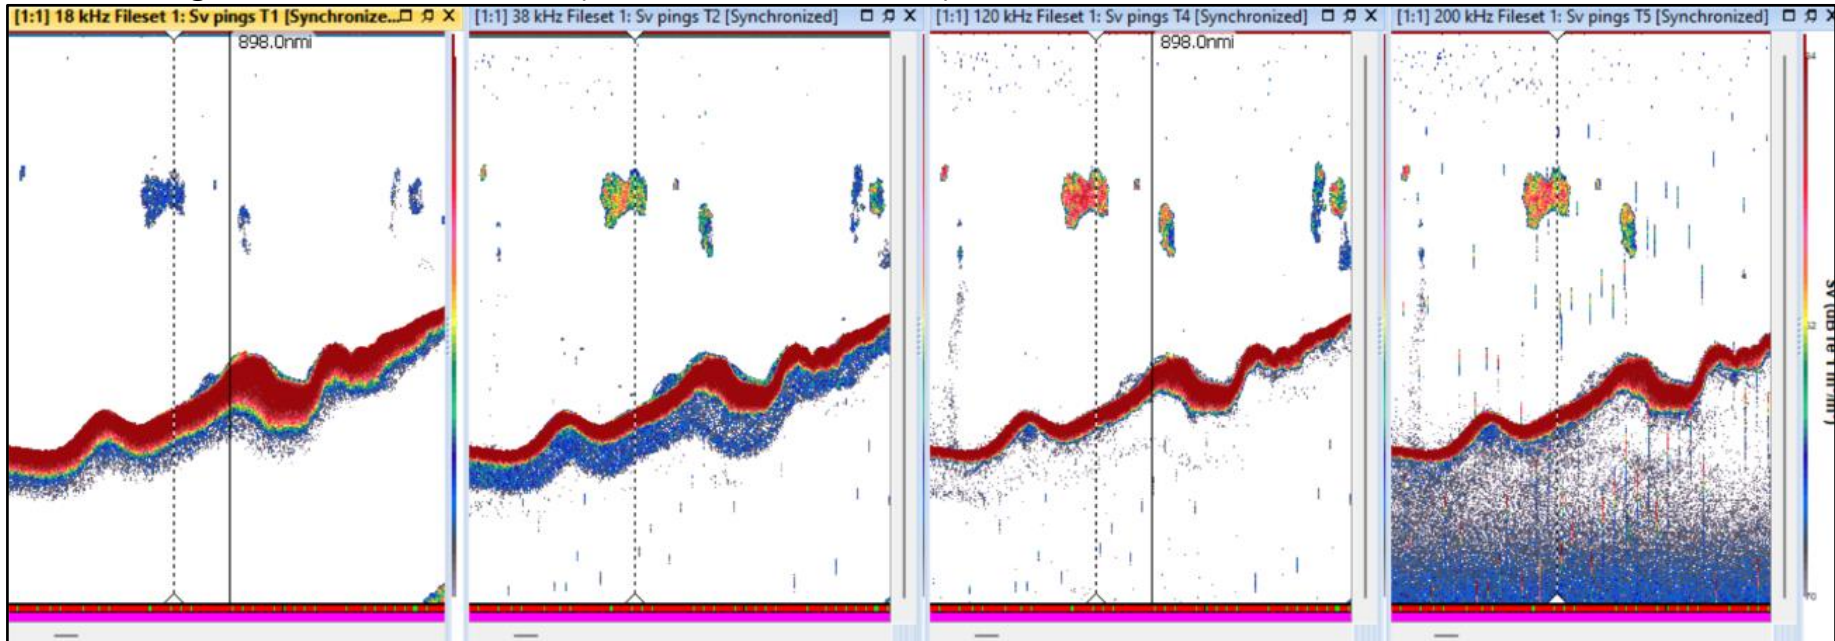 [1:1] 18 kHz Fileset 1: Sv pings T1 [Synchronize...
[1:1] 38 kHz Fileset 1: Sv pings T2 [Synchronized]
[1:1] 120 kHz Fileset 1: Sv pings T4 [Synchronized]
[1:1] 200 kHz Fileset 1: Sv pings T5 [Synchronized]
898.0nmi
898.0nmi